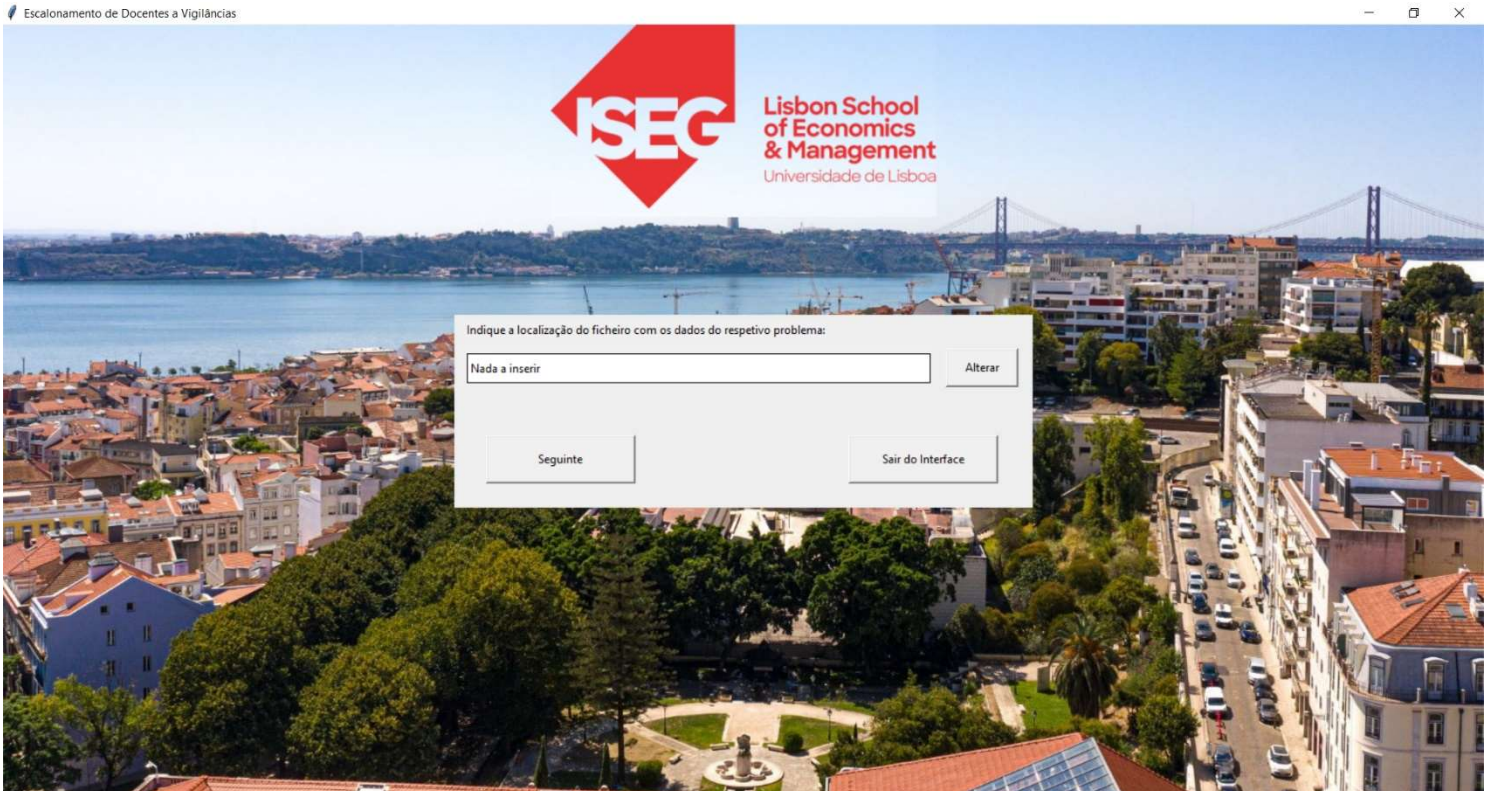 Escalonamento de Docentes a Vigilâncias
ISEG
Lisbon School
of Economics
& Management
Universidade de Lisboa
Indique a localização do ficheiro com os dados do respetivo problema:
Nada a inserir
Alterar
Seguinte
Sair do Interface